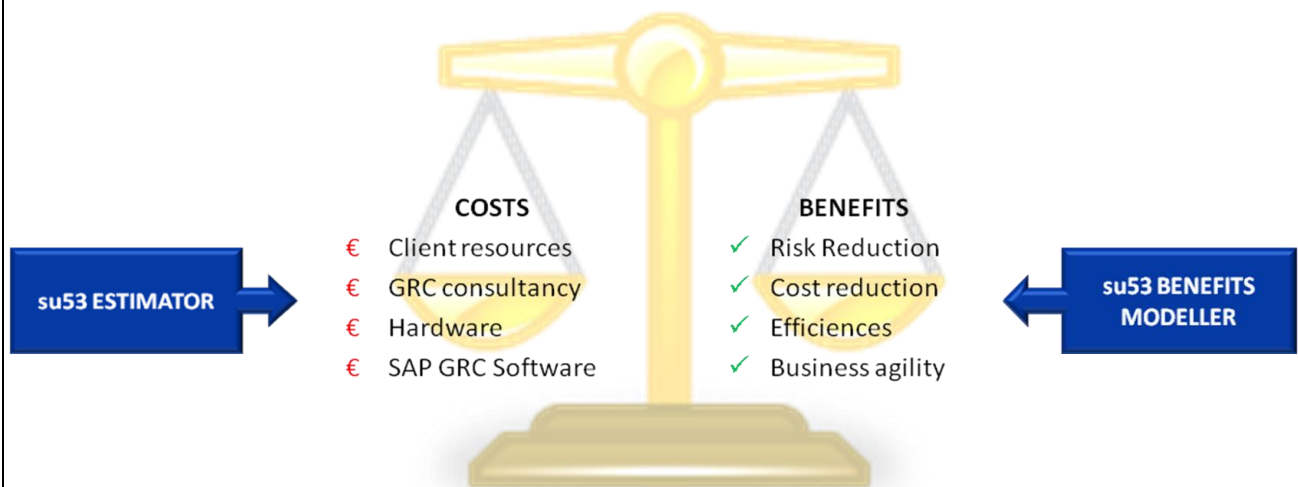 su53 ESTIMATOR
COSTS
€ Client resources
€ GRC consultancy
€ Hardware
€ SAP GRC Software
BENEFITS
✓ Risk Reduction
✓ Cost reduction
✓ Efficiences
✓ Business agility
su53 BENEFITS
MODELLER